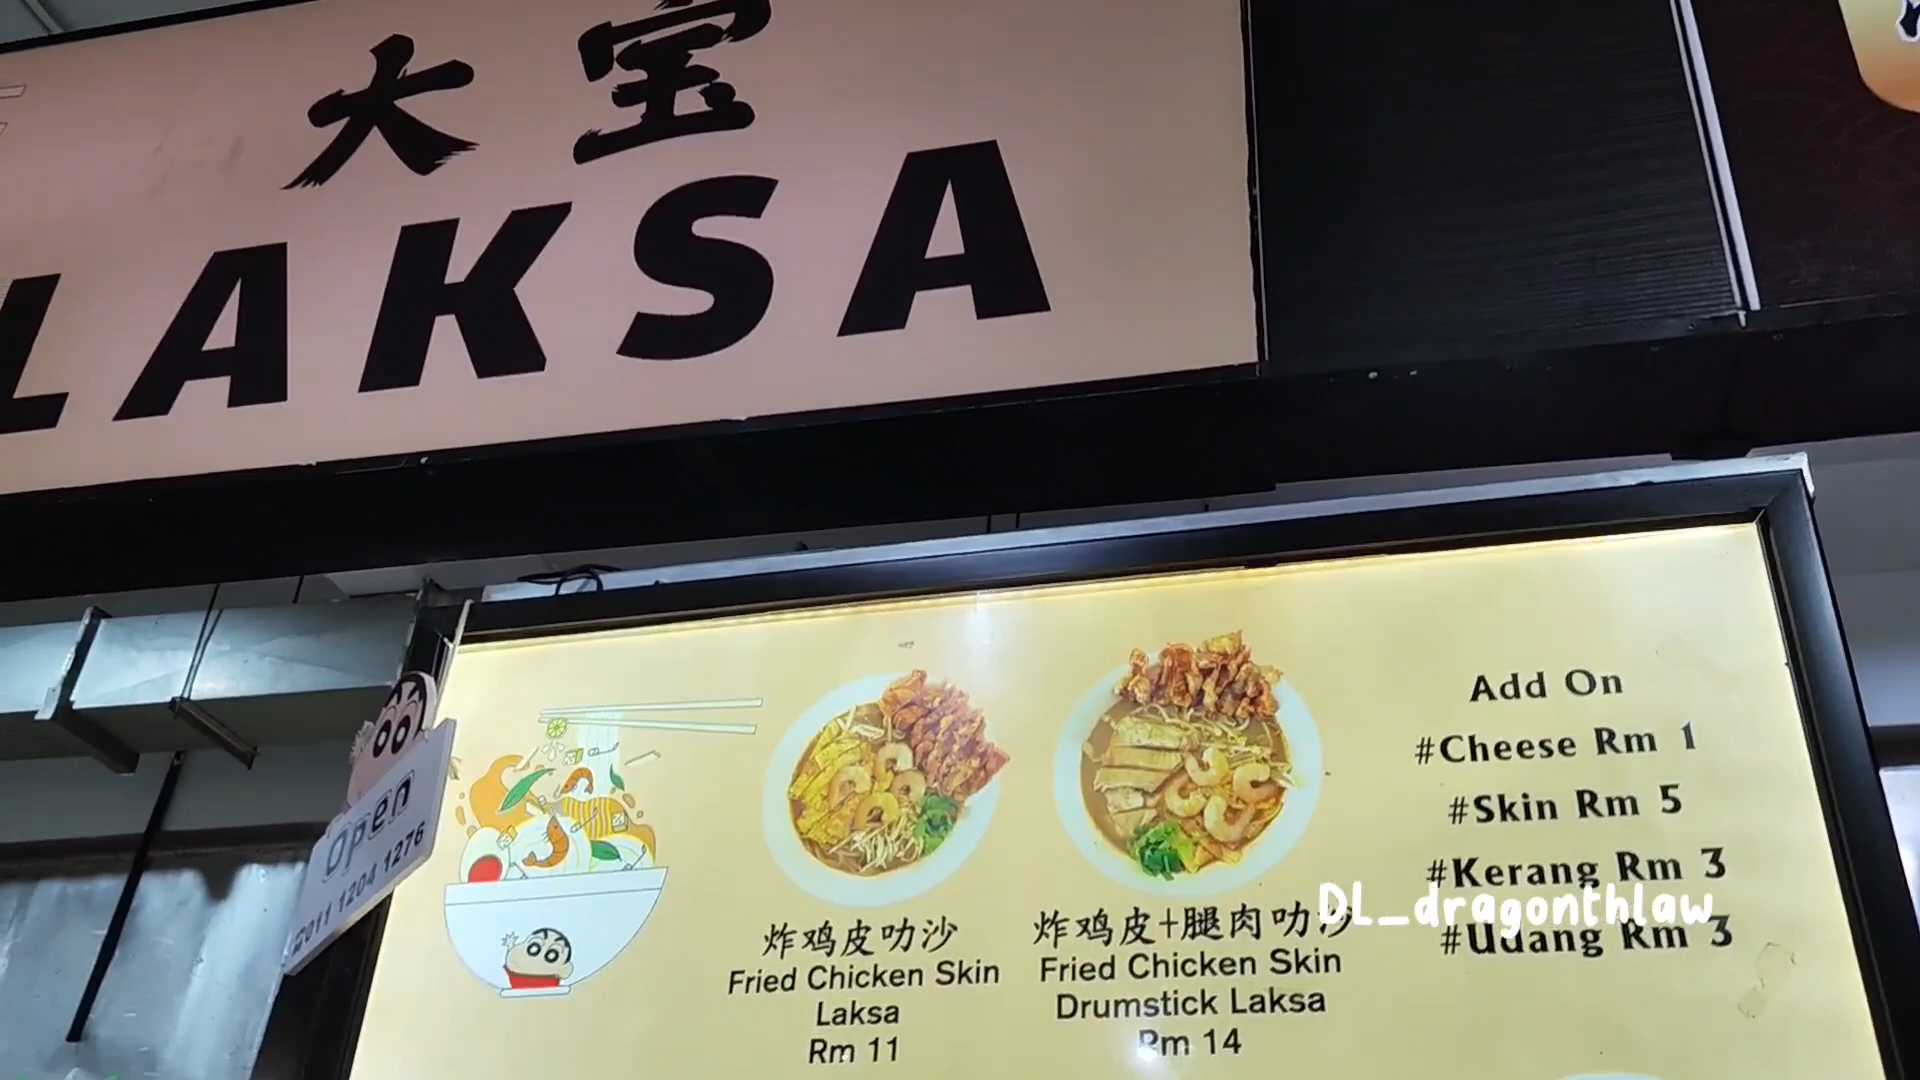 大宝
LAKSA
Open
011 1204 1276
炸鸡皮叻沙
Fried Chicken Skin
Laksa
Rm 11
炸鸡皮+腿肉叻沙
Fried Chicken Skin
Drumstick Laksa
Rm 14
Add On
#Cheese Rm 1
#Skin Rm 5
#Kerang Rm 3
#Udang Rm 3
DL_dragonthlaw